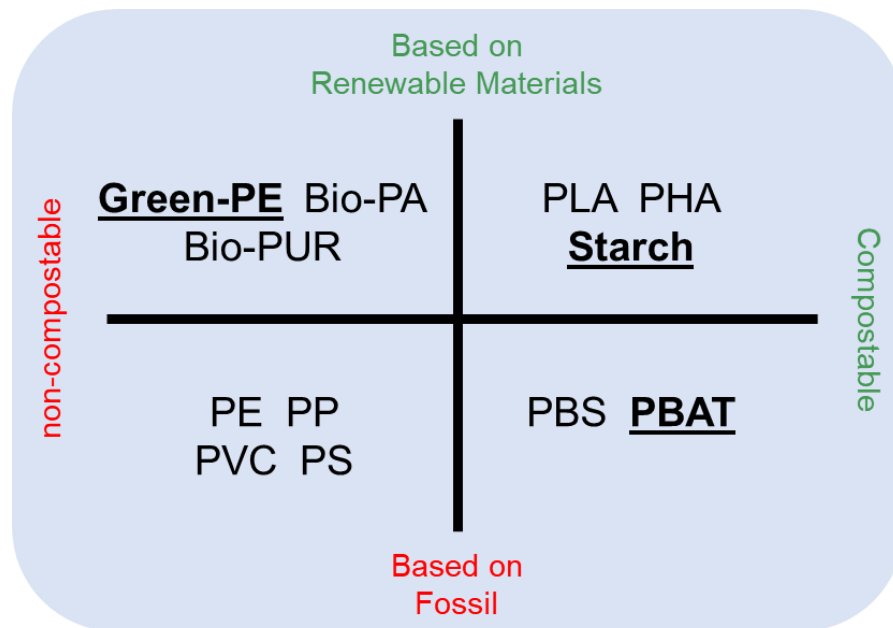 Based on
Renewable Materials
Green-PE Bio-PA
Bio-PUR
PLA PHA
Starch
non-compostable
Compostable
PE PP
PVC PS
PBS PBAT
Based on
Fossil